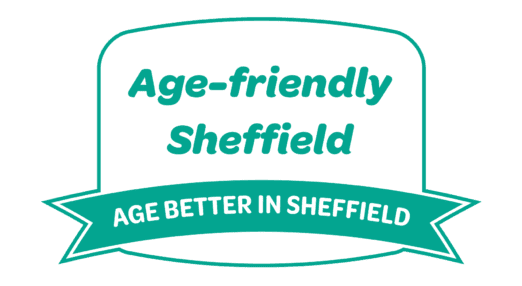 Age-friendly
Sheffield
AGE BETTER IN SHEFFIELD